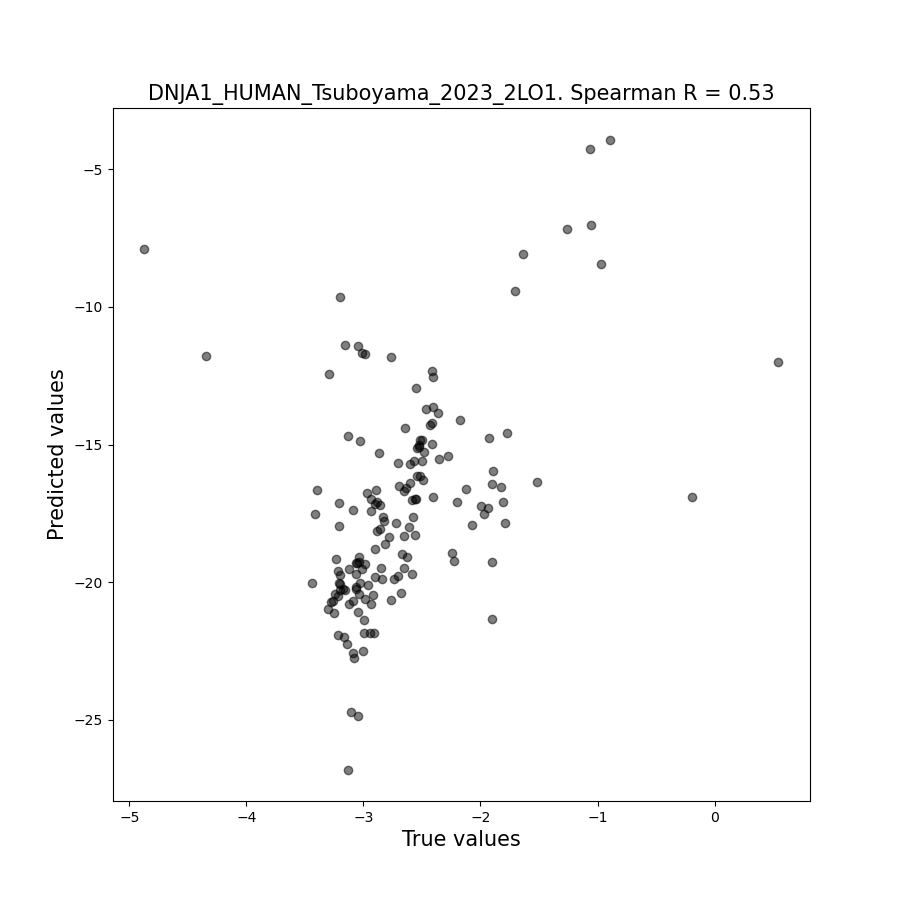 DNJA1_HUMAN_Tsuboyama_2023_2LO1. Spearman R = 0.53
Predicted values
−5
−10
−15
−20
−25
−5 −4 −3 −2 −1 0
True values